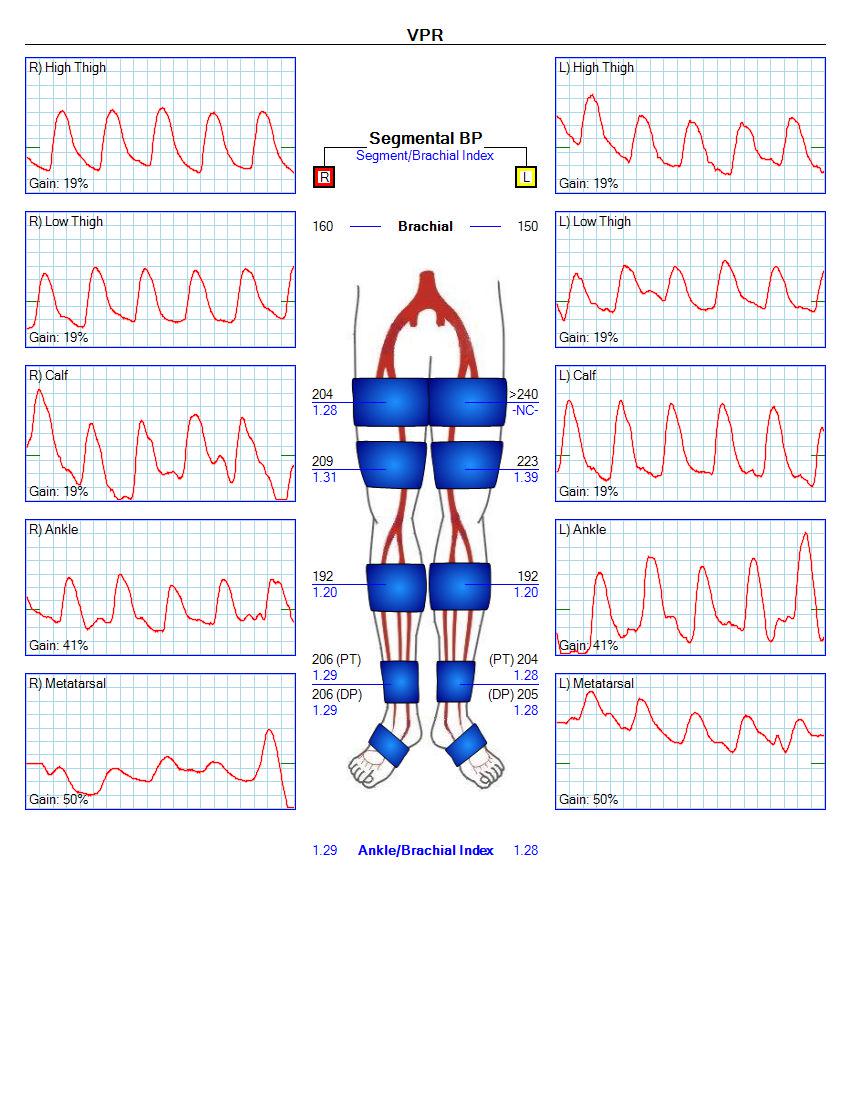 VPR
R) High Thigh
Gain: 19%
R) Low Thigh
Gain: 19%
R) Calf
Gain: 19%
R) Ankle
Gain: 41%
R) Metatarsal
Gain: 50%
Segmental BP
Segment/Brachial Index
R L
160 Brachial 150
204 >240
1.28 -NC-
209 223
1.31 1.39
192 192
1.20 1.20
206 (PT) (PT) 204
1.29 1.28
206 (DP) (DP) 205
1.29 1.28
1.29 Ankle/Brachial Index 1.28
L) High Thigh
Gain: 19%
L) Low Thigh
Gain: 19%
L) Calf
Gain: 19%
L) Ankle
Gain: 41%
L) Metatarsal
Gain: 50%